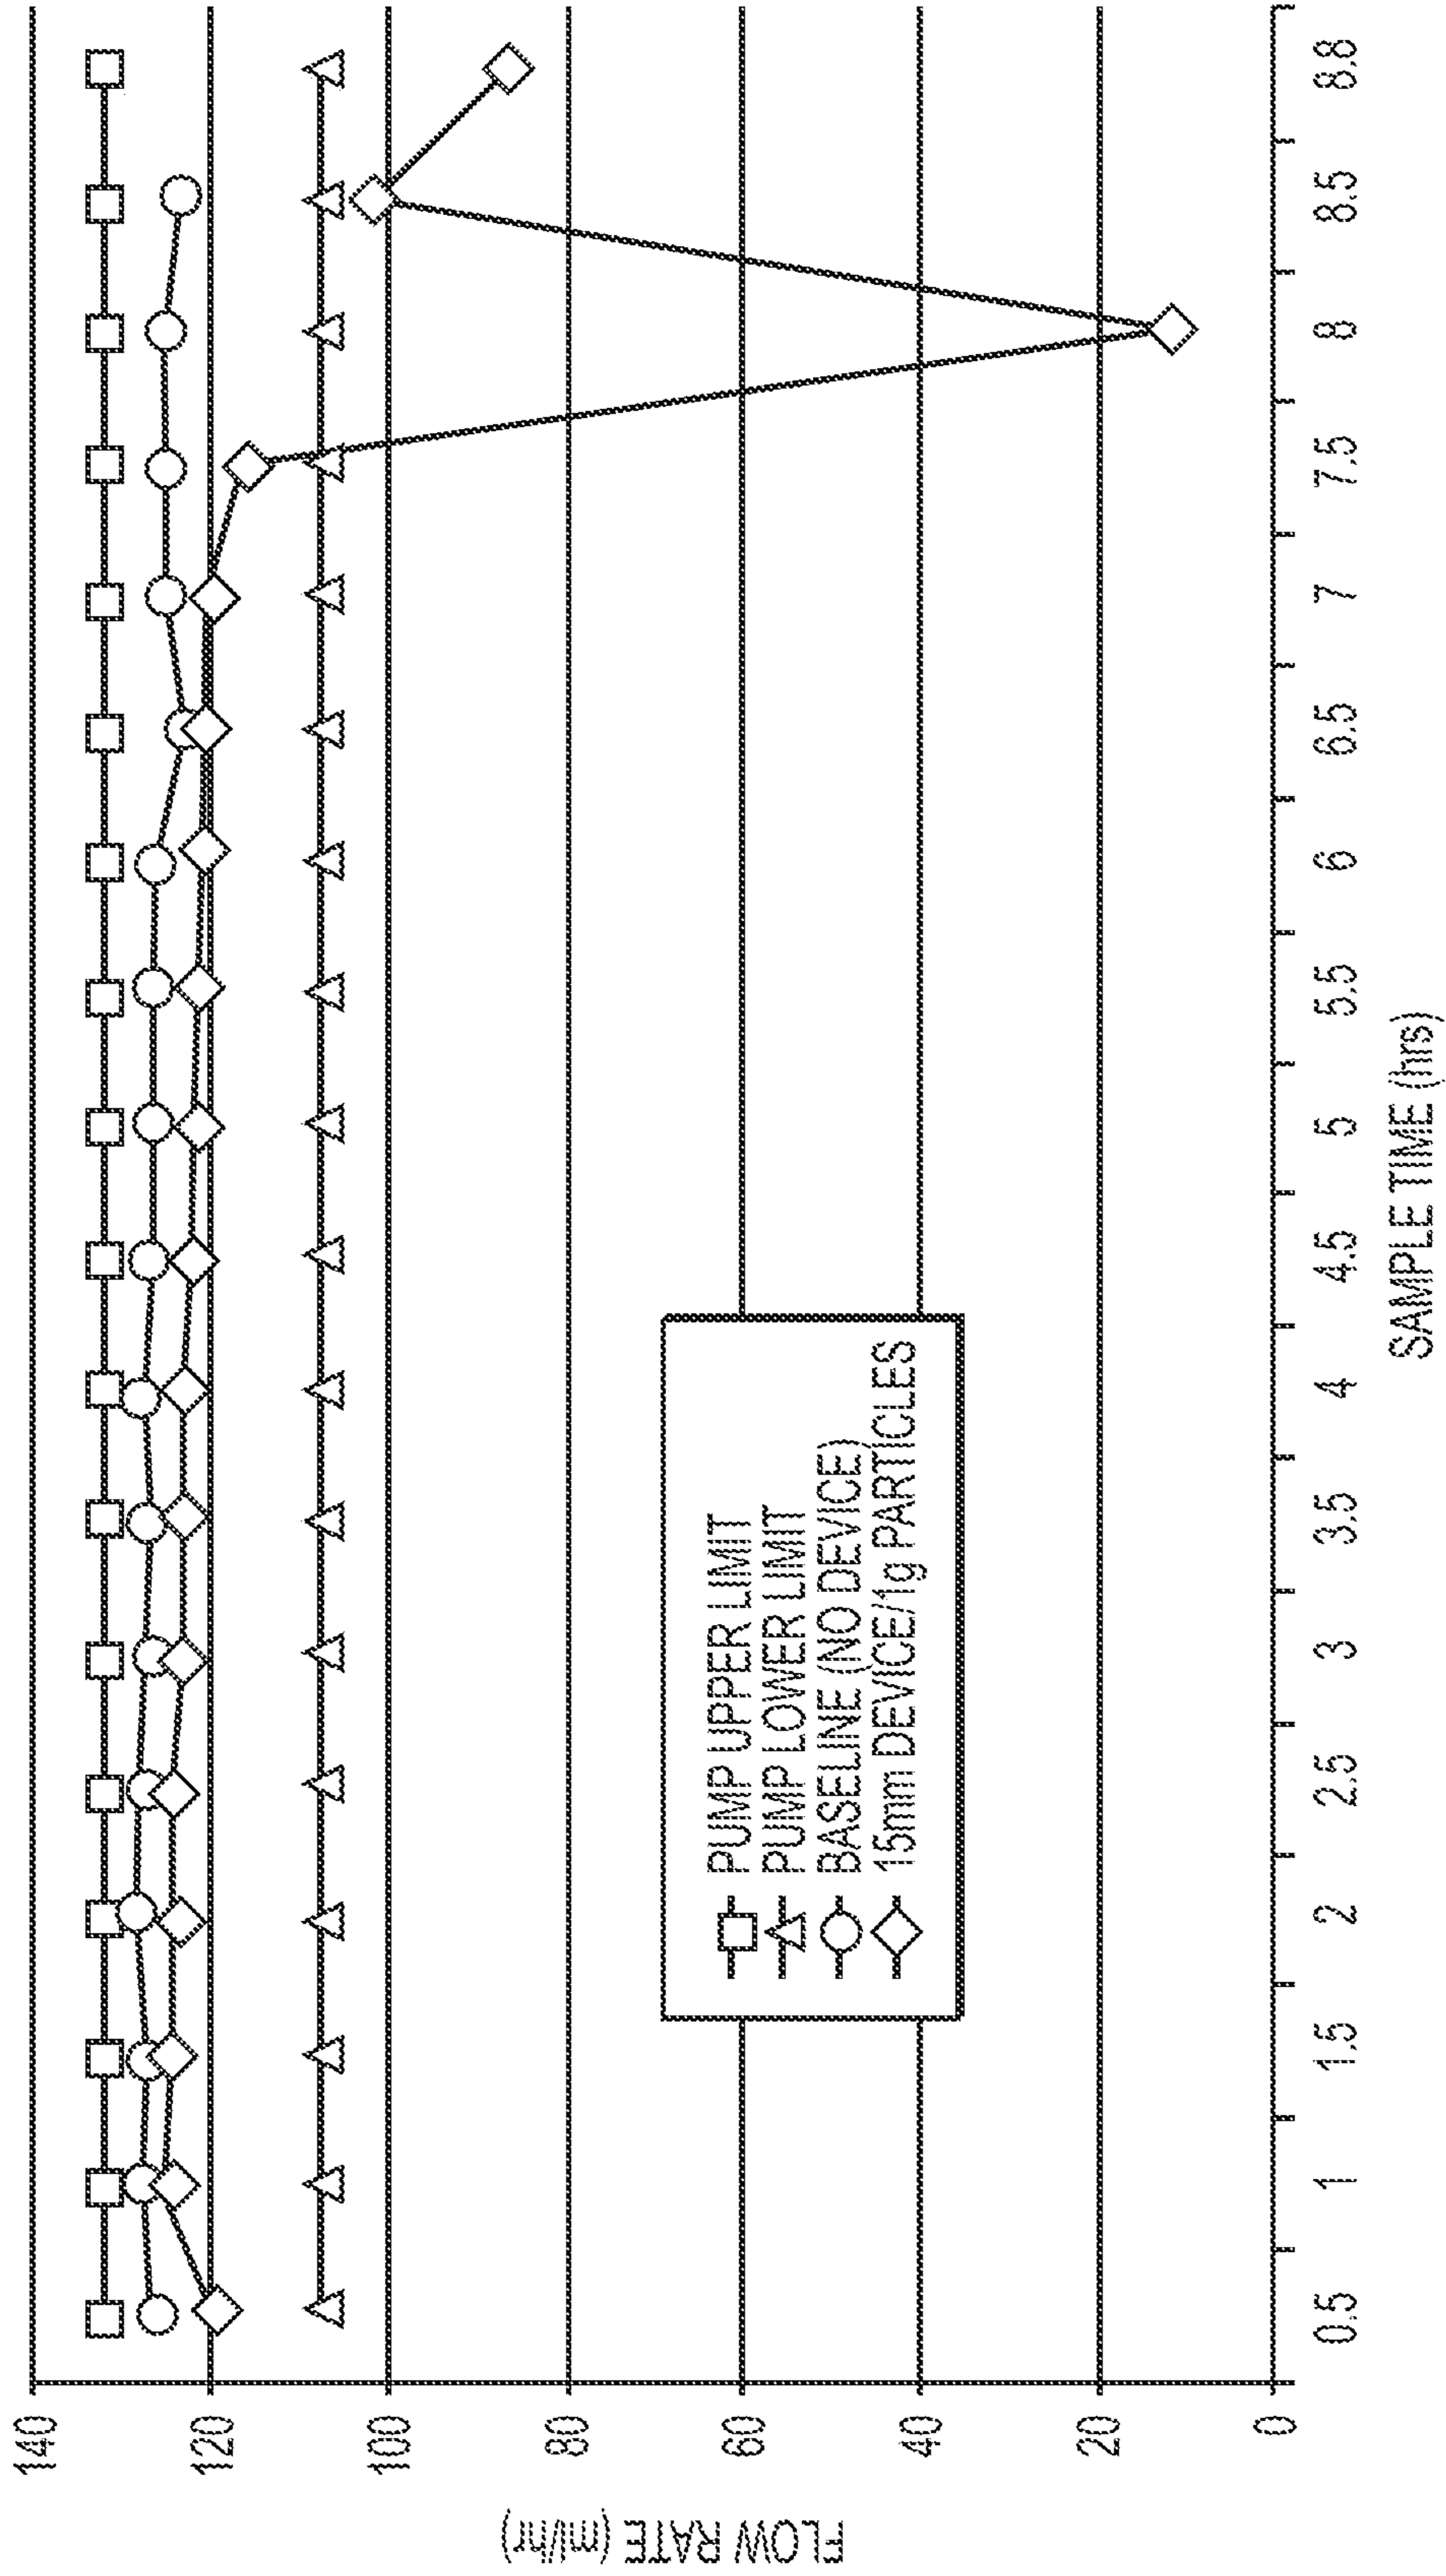 FLOW RATE (ml/hr)
140
120
100
80
60
40
20
0
PUMP UPPER LIMIT
PUMP LOWER LIMIT
BASELINE (NO DEVICE)
15mm DEVICE/1g PARTICLES
0.5 1 1.5 2 2.5 3 3.5 4 4.5 5 5.5 6 6.5 7 7.5 8 8.5 8.8
SAMPLE TIME (hrs)